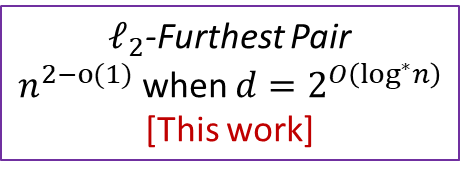 ℓ₂-Furthest Pair
n^{2−o(1)} when d = 2^{O(log* n)}
[This work]